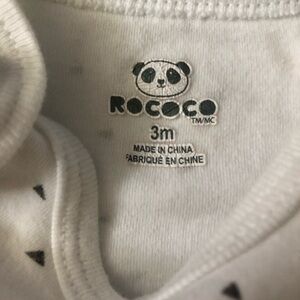 ROCOCO
TM/MC
3m
MADE IN CHINA
FABRIQUÉ EN CHINE